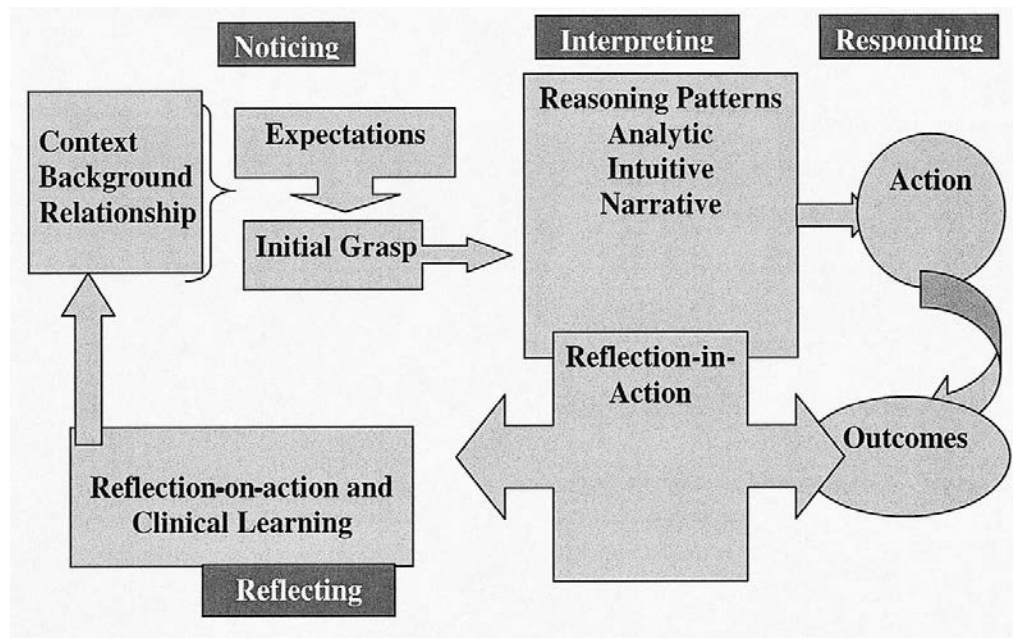 Noticing
Interpreting
Responding
Context
Background
Relationship
Expectations
Initial Grasp
Reasoning Patterns
Analytic
Intuitive
Narrative
Action
Reflection-in-
Action
Outcomes
Reflection-on-action and
Clinical Learning
Reflecting